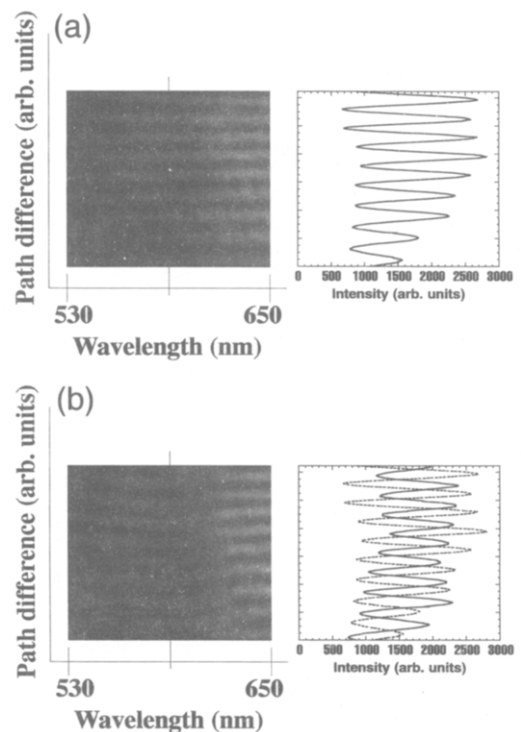 (a)
Path difference (arb. units)
530
650
Wavelength (nm)
0 500 1000 1500 2000 2500 3000
Intensity (arb. units)
(b)
Path difference (arb. units)
530
650
Wavelength (nm)
0 500 1000 1500 2000 2500 3000
Intensity (arb. units)